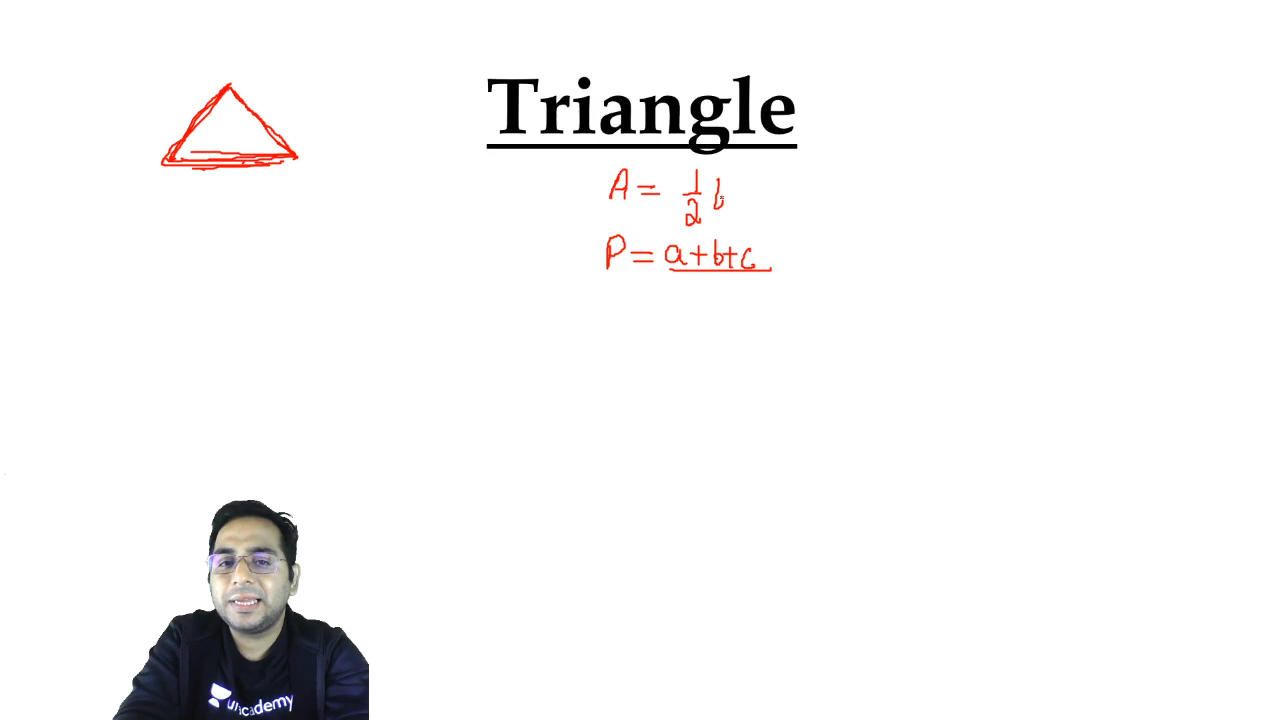 Triangle
A = 1/2 b
P = a+b+c
unacademy